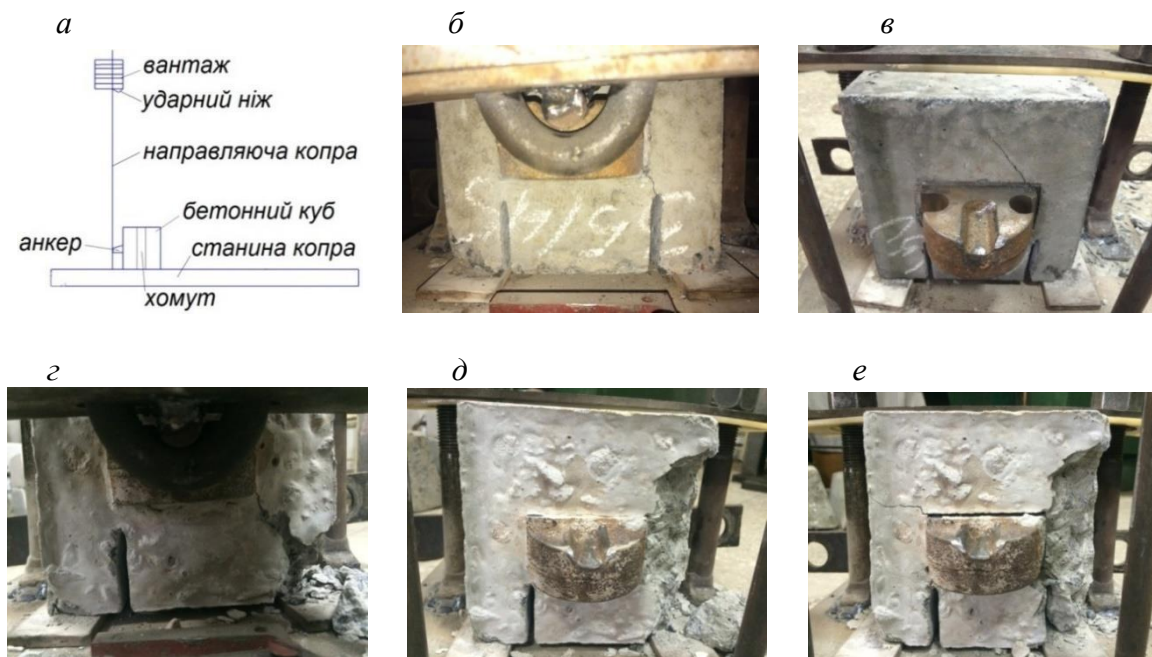 а
б
в
вантаж
ударний ніж
направляюча копра
бетонний куб
анкер
станина копра
хомут
г
д
е